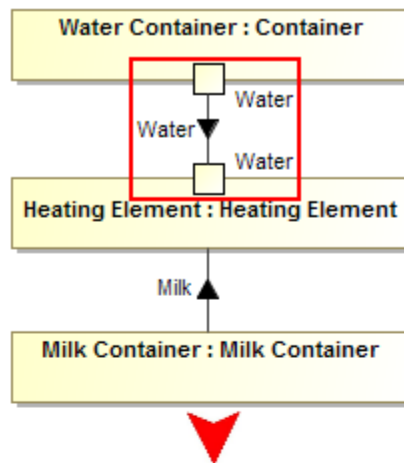 Water Container : Container
Water
Water
Water
Heating Element : Heating Element
Milk
Milk Container : Milk Container